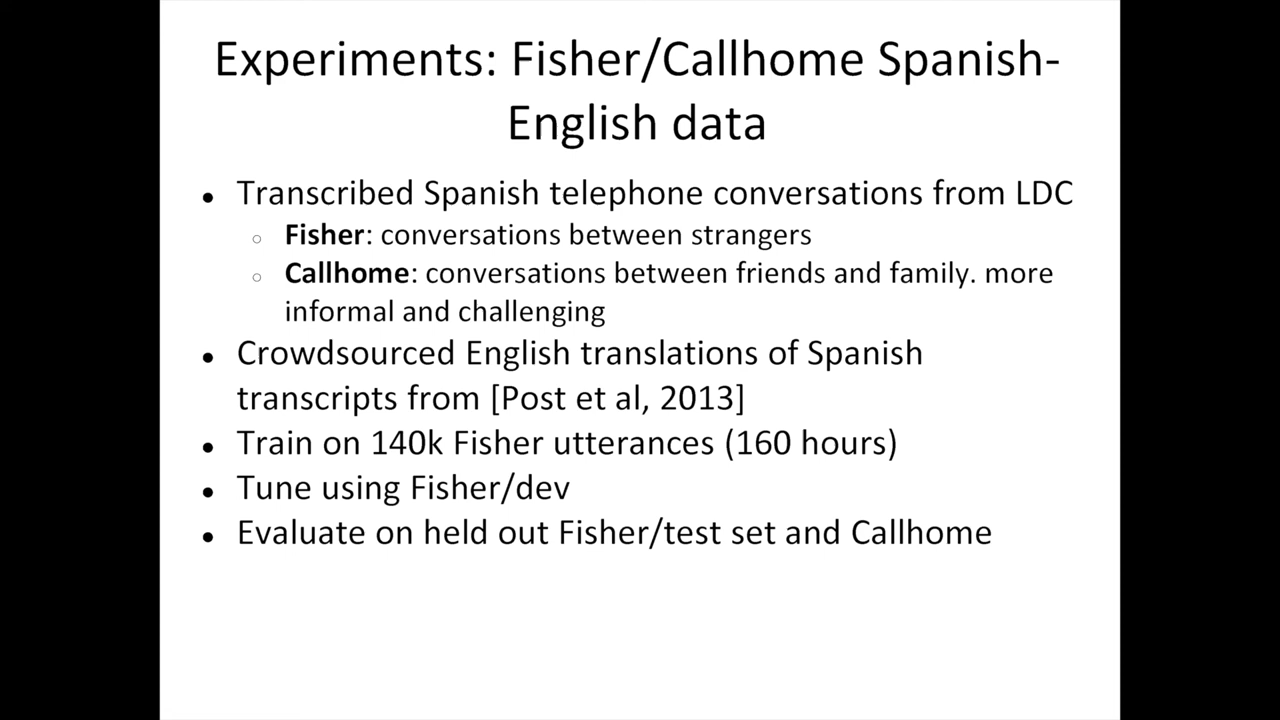 Experiments: Fisher/Callhome Spanish-
English data
● Transcribed Spanish telephone conversations from LDC
○ Fisher: conversations between strangers
○ Callhome: conversations between friends and family. more
informal and challenging
● Crowdsourced English translations of Spanish
transcripts from [Post et al, 2013]
● Train on 140k Fisher utterances (160 hours)
● Tune using Fisher/dev
● Evaluate on held out Fisher/test set and Callhome